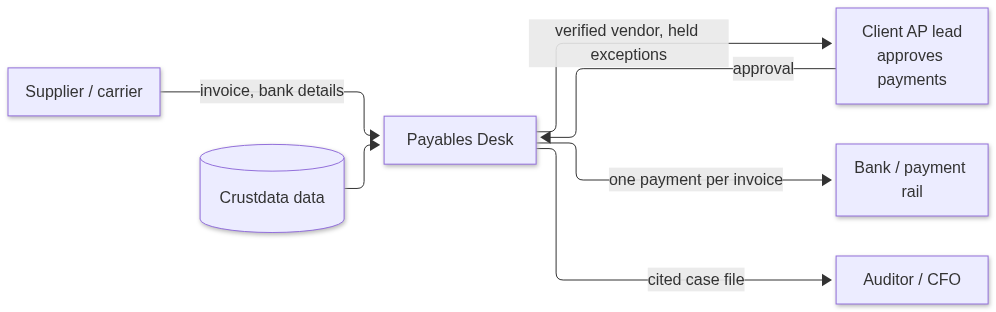 Supplier / carrier
invoice, bank details
Crustdata data
Payables Desk
verified vendor, held
exceptions
approval
one payment per invoice
cited case file
Client AP lead
approves
payments
Bank / payment
rail
Auditor / CFO